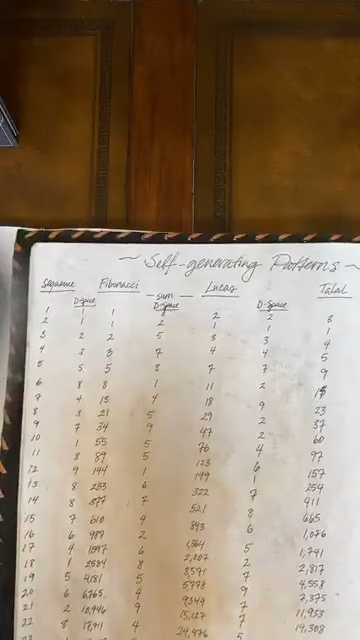 ~ Self-generating Patterns ~
Sequence D-Space Fibonacci sum D-Space Lucas D-Space Total
1 1 1 2 2 2 3
2 1 1 1 1
3 2 2 5 3 3 4
4 3 3 7 4 4 5
5 5 5 8 7 7 9
6 8 8 1 11 2
7 4 13 4 18 9 23
8 3 21 5 29 2 37
9 7 34 9 47 2 60
10 1 55 5 76 4 97
11 8 89 5 123 6 157
12 9 144 1 199 1 254
13 8 233 6 322 7 411
14 8 377 7 521 8 665
15 7 610 4 843 6 1,076
16 6 987 2 1,364 5 1,741
17 4 1597 6 2,207 2 2,817
18 1 2584 8 3,571 7 4,558
19 5 4,181 5 5,778 9 7,375
20 6 6,765 4 9,349 7 11,933
21 2 10,946 9 15,127 7 19,308
22 8 17,711 4 24,476